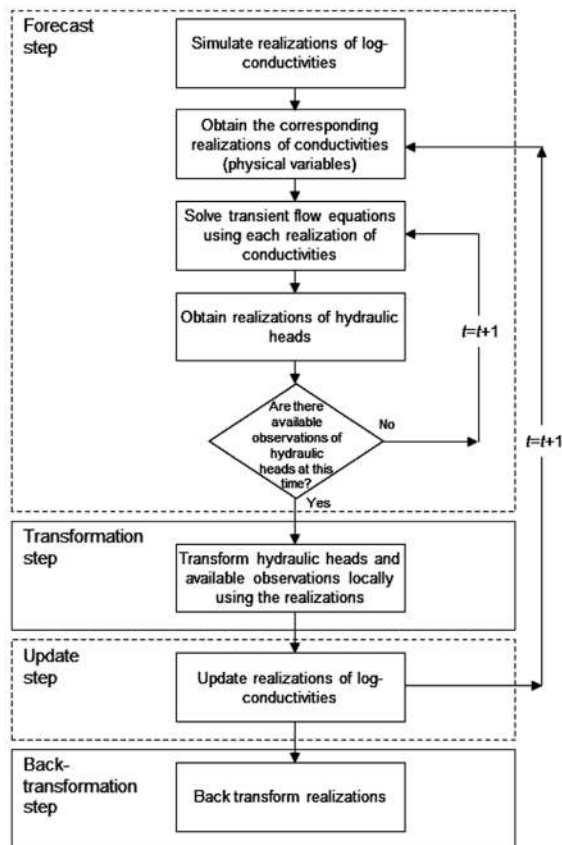 Forecast
step
Simulate realizations of log-
conductivities
Obtain the corresponding
realizations of conductivities
(physical variables)
Solve transient flow equations
using each realization of
conductivities
Obtain realizations of hydraulic
heads
t=t+1
Are there
available
observations of
hydraulic
heads at this
time?
No
t=t+1
Yes
Transformation
step
Transform hydraulic heads and
available observations locally
using the realizations
Update
step
Update realizations of log-
conductivities
Back-
transformation
step
Back transform realizations